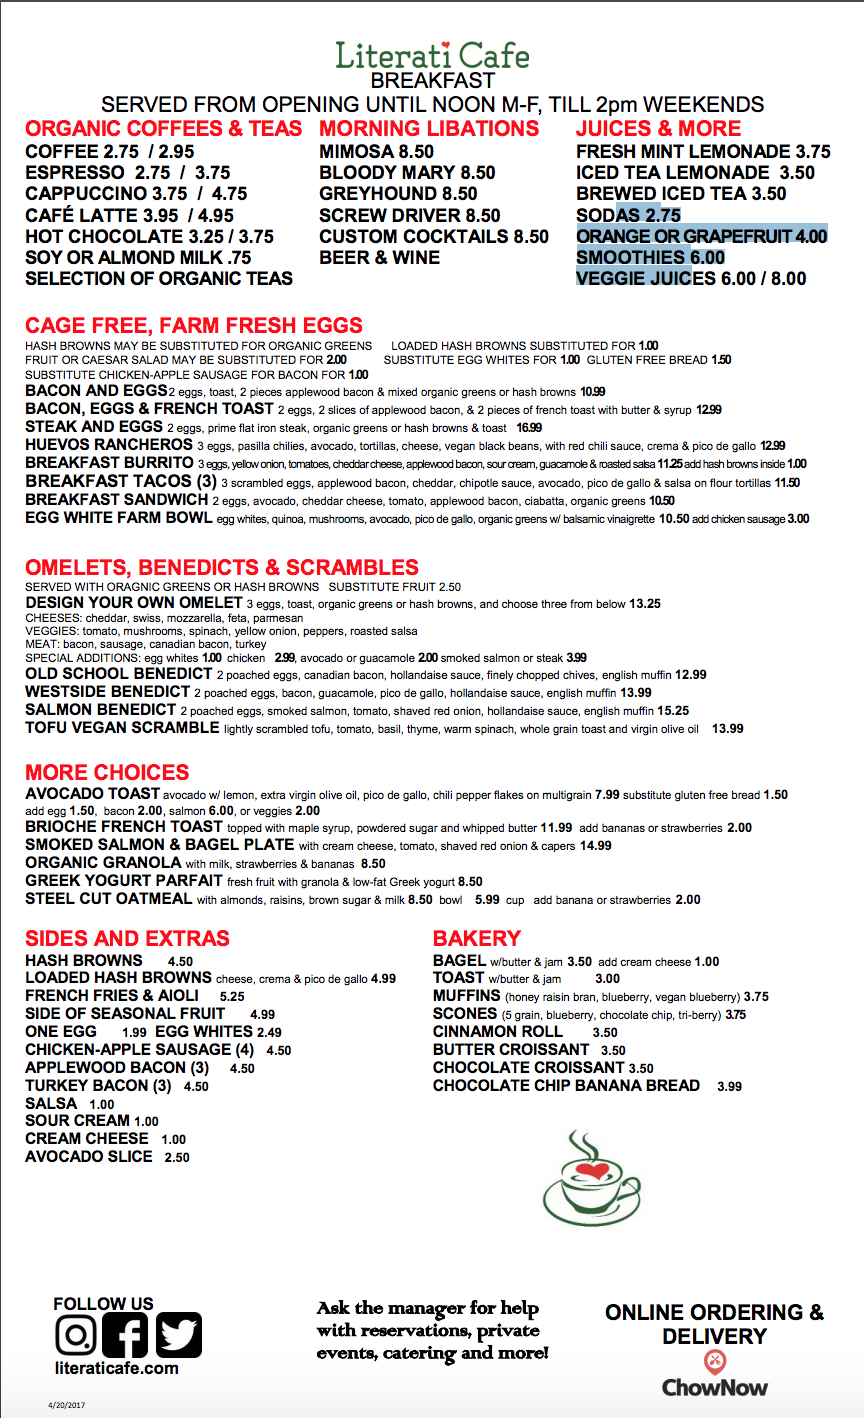 Literati Cafe
BREAKFAST
SERVED FROM OPENING UNTIL NOON M-F, TILL 2pm WEEKENDS
ORGANIC COFFEES & TEAS
COFFEE 2.75 / 2.95
ESPRESSO 2.75 / 3.75
CAPPUCCINO 3.75 / 4.75
CAFÉ LATTE 3.95 / 4.95
HOT CHOCOLATE 3.25 / 3.75
SOY OR ALMOND MILK .75
SELECTION OF ORGANIC TEAS
MORNING LIBATIONS
MIMOSA 8.50
BLOODY MARY 8.50
GREYHOUND 8.50
SCREW DRIVER 8.50
CUSTOM COCKTAILS 8.50
BEER & WINE
JUICES & MORE
FRESH MINT LEMONADE 3.75
ICED TEA LEMONADE 3.50
BREWED ICED TEA 3.50
SODAS 2.75
ORANGE OR GRAPEFRUIT 4.00
SMOOTHIES 6.00
VEGGIE JUICES 6.00 / 8.00
CAGE FREE, FARM FRESH EGGS
HASH BROWNS MAY BE SUBSTITUTED FOR ORGANIC GREENS LOADED HASH BROWNS SUBSTITUTED FOR 1.00
FRUIT OR CAESAR SALAD MAY BE SUBSTITUTED FOR 2.00 SUBSTITUTE EGG WHITES FOR 1.00 GLUTEN FREE BREAD 1.50
SUBSTITUTE CHICKEN-APPLE SAUSAGE FOR BACON FOR 1.00
BACON AND EGGS 2 eggs, toast, 2 pieces applewood bacon & mixed organic greens or hash browns 10.99
BACON, EGGS & FRENCH TOAST 2 eggs, 2 slices of applewood bacon, & 2 pieces of french toast with butter & syrup 12.99
STEAK AND EGGS 2 eggs, prime flat iron steak, organic greens or hash browns & toast 16.99
HUEVOS RANCHEROS 3 eggs, pasilla chilies, avocado, tortillas, cheese, vegan black beans, with red chili sauce, crema & pico de gallo 12.99
BREAKFAST BURRITO 3 eggs, yellow onion, tomatoes, cheddar cheese, applewood bacon, sour cream, guacamole & roasted salsa 11.25 add hash browns inside 1.00
BREAKFAST TACOS (3) 3 scrambled eggs, applewood bacon, cheddar, chipotle sauce, avocado, pico de gallo & salsa on flour tortillas 11.50
BREAKFAST SANDWICH 2 eggs, avocado, cheddar cheese, tomato, applewood bacon, ciabatta, organic greens 10.50
EGG WHITE FARM BOWL egg whites, quinoa, mushrooms, avocado, pico de gallo, organic greens w/ balsamic vinaigrette 10.50 add chicken sausage 3.00
OMELETS, BENEDICTS & SCRAMBLES
SERVED WITH ORAGNIC GREENS OR HASH BROWNS SUBSTITUTE FRUIT 2.50
DESIGN YOUR OWN OMELET 3 eggs, toast, organic greens or hash browns, and choose three from below 13.25
CHEESES: cheddar, swiss, mozzarella, feta, parmesan
VEGGIES: tomato, mushrooms, spinach, yellow onion, peppers, roasted salsa
MEAT: bacon, sausage, canadian bacon, turkey
SPECIAL ADDITIONS: egg whites 1.00 chicken 2.99, avocado or guacamole 2.00 smoked salmon or steak 3.99
OLD SCHOOL BENEDICT 2 poached eggs, canadian bacon, hollandaise sauce, finely chopped chives, english muffin 12.99
WESTSIDE BENEDICT 2 poached eggs, bacon, guacamole, pico de gallo, hollandaise sauce, english muffin 13.99
SALMON BENEDICT 2 poached eggs, smoked salmon, tomato, shaved red onion, hollandaise sauce, english muffin 15.25
TOFU VEGAN SCRAMBLE lightly scrambled tofu, tomato, basil, thyme, warm spinach, whole grain toast and virgin olive oil 13.99
MORE CHOICES
AVOCADO TOAST avocado w/ lemon, extra virgin olive oil, pico de gallo, chili pepper flakes on multigrain 7.99 substitute gluten free bread 1.50
add egg 1.50, bacon 2.00, salmon 6.00, or veggies 2.00
BRIOCHE FRENCH TOAST topped with maple syrup, powdered sugar and whipped butter 11.99 add bananas or strawberries 2.00
SMOKED SALMON & BAGEL PLATE with cream cheese, tomato, shaved red onion & capers 14.99
ORGANIC GRANOLA with milk, strawberries & bananas 8.50
GREEK YOGURT PARFAIT fresh fruit with granola & low-fat Greek yogurt 8.50
STEEL CUT OATMEAL with almonds, raisins, brown sugar & milk 8.50 bowl 5.99 cup add banana or strawberries 2.00
SIDES AND EXTRAS
HASH BROWNS 4.50
LOADED HASH BROWNS cheese, crema & pico de gallo 4.99
FRENCH FRIES & AIOLI 5.25
SIDE OF SEASONAL FRUIT 4.99
ONE EGG 1.99 EGG WHITES 2.49
CHICKEN-APPLE SAUSAGE (4) 4.50
APPLEWOOD BACON (3) 4.50
TURKEY BACON (3) 4.50
SALSA 1.00
SOUR CREAM 1.00
CREAM CHEESE 1.00
AVOCADO SLICE 2.50
BAKERY
BAGEL w/butter & jam 3.50 add cream cheese 1.00
TOAST w/butter & jam 3.00
MUFFINS (honey raisin bran, blueberry, vegan blueberry) 3.75
SCONES (5 grain, blueberry, chocolate chip, tri-berry) 3.75
CINNAMON ROLL 3.50
BUTTER CROISSANT 3.50
CHOCOLATE CROISSANT 3.50
CHOCOLATE CHIP BANANA BREAD 3.99
FOLLOW US
literaticafe.com
Ask the manager for help
with reservations, private
events, catering and more!
ONLINE ORDERING &
DELIVERY
ChowNow
4/20/2017